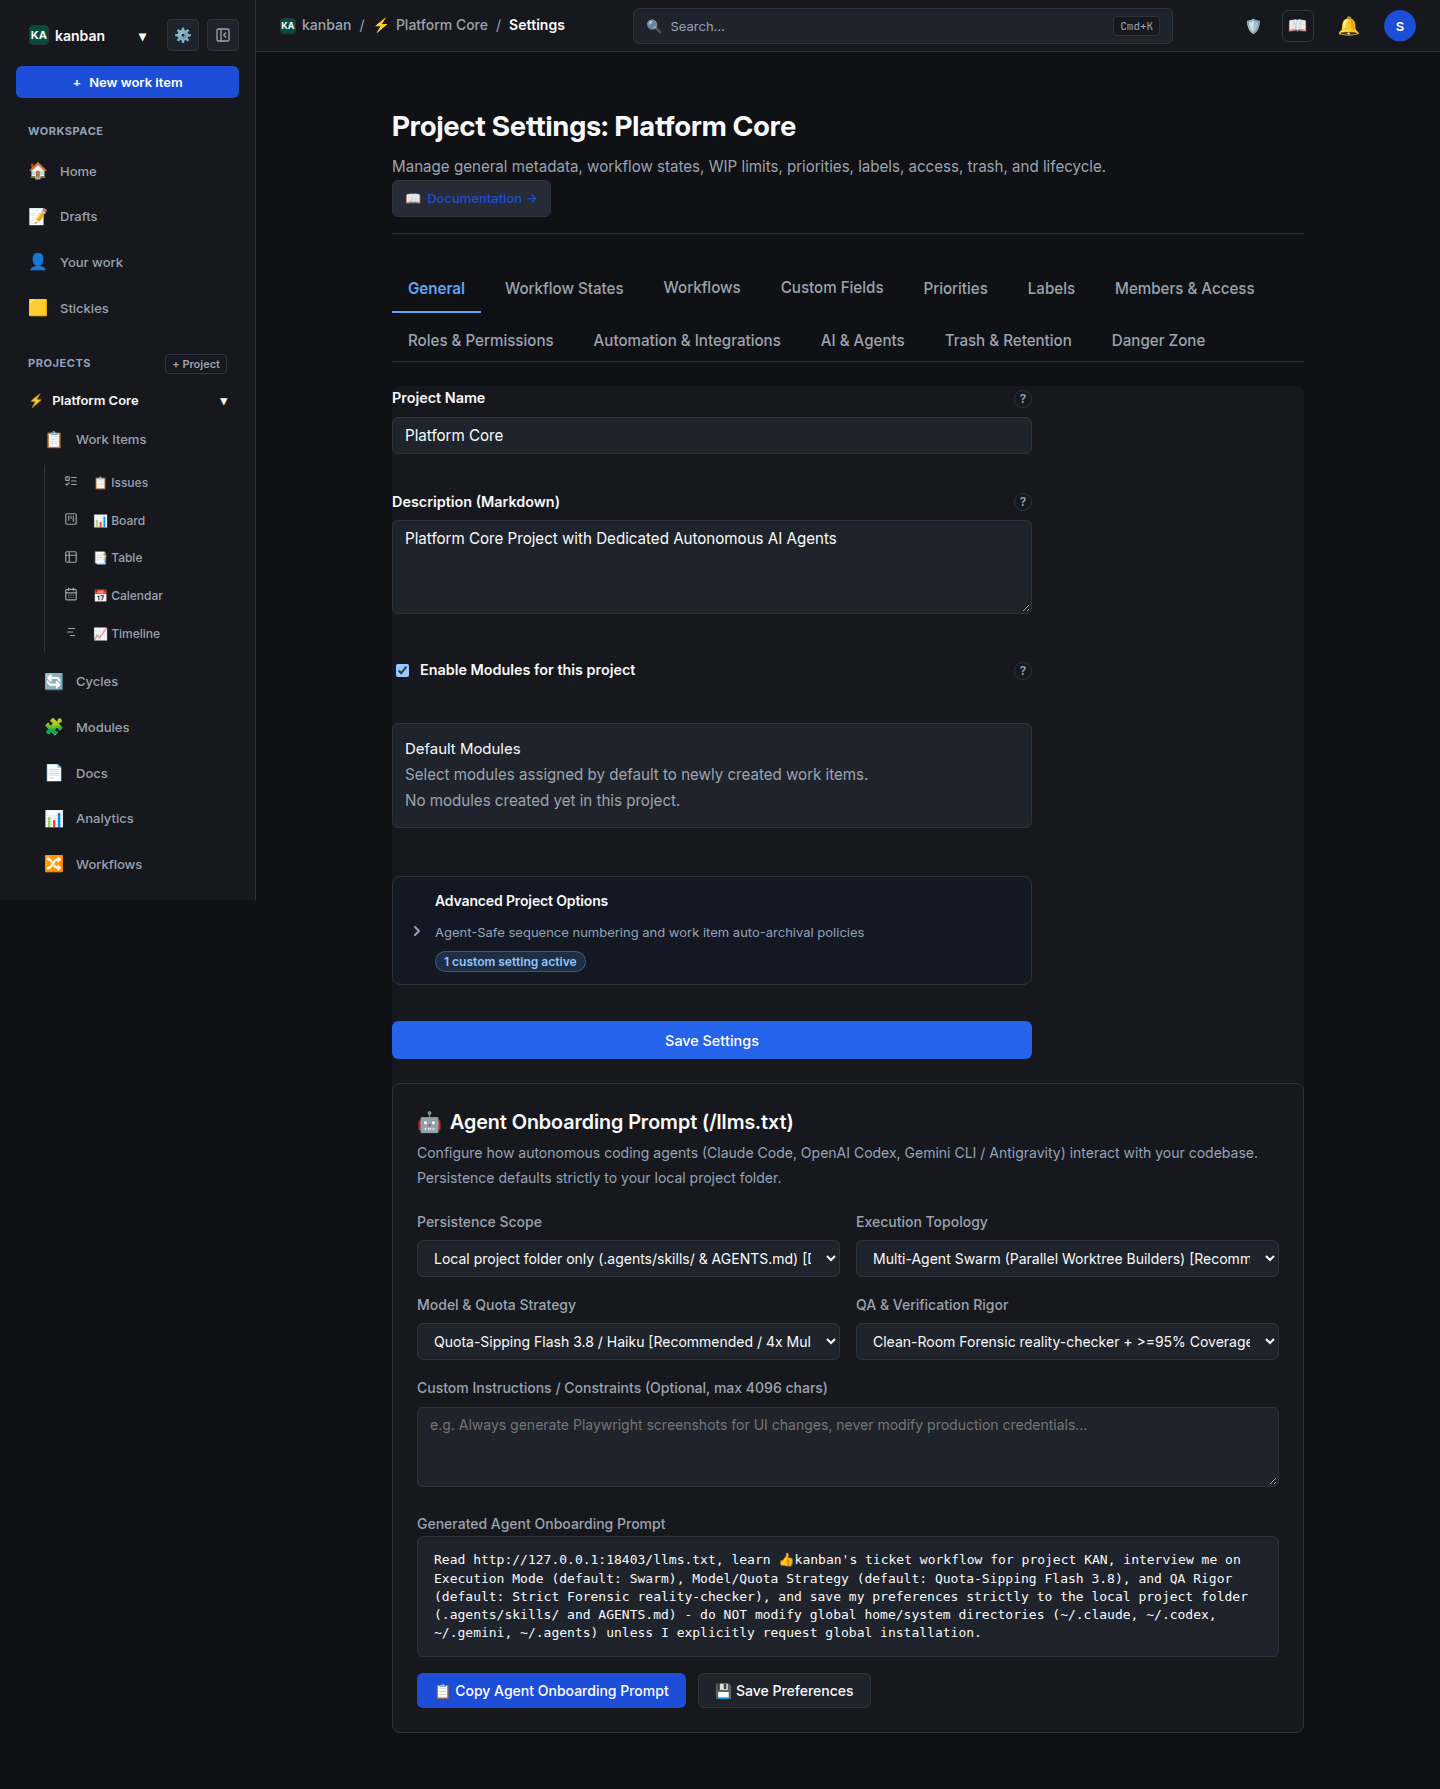 KA kanban
+ New work item
WORKSPACE
Home
Drafts
Your work
Stickies
PROJECTS
+ Project
Platform Core
Work Items
Issues
Board
Table
Calendar
Timeline
Cycles
Modules
Docs
Analytics
Workflows
KA kanban / ⚡ Platform Core / Settings
Search...
Cmd+K
S
Project Settings: Platform Core
Manage general metadata, workflow states, WIP limits, priorities, labels, access, trash, and lifecycle.
Documentation →
General
Workflow States
Workflows
Custom Fields
Priorities
Labels
Members & Access
Roles & Permissions
Automation & Integrations
AI & Agents
Trash & Retention
Danger Zone
Project Name
?
Platform Core
Description (Markdown)
?
Platform Core Project with Dedicated Autonomous AI Agents
Enable Modules for this project
?
Default Modules
Select modules assigned by default to newly created work items.
No modules created yet in this project.
Advanced Project Options
Agent-Safe sequence numbering and work item auto-archival policies
1 custom setting active
Save Settings
Agent Onboarding Prompt (/llms.txt)
Configure how autonomous coding agents (Claude Code, OpenAI Codex, Gemini CLI / Antigravity) interact with your codebase.
Persistence defaults strictly to your local project folder.
Persistence Scope
Execution Topology
Local project folder only (.agents/skills/ & AGENTS.md)
Multi-Agent Swarm (Parallel Worktree Builders) [Recomm
Model & Quota Strategy
QA & Verification Rigor
Quota-Sipping Flash 3.8 / Haiku [Recommended / 4x Mul
Clean-Room Forensic reality-checker + >=95% Coverage
Custom Instructions / Constraints (Optional, max 4096 chars)
e.g. Always generate Playwright screenshots for UI changes, never modify production credentials...
Generated Agent Onboarding Prompt
Read http://127.0.0.1:18403/llms.txt, learn 👍kanban's ticket workflow for project KAN, interview me on
Execution Mode (default: Swarm), Model/Quota Strategy (default: Quota-Sipping Flash 3.8), and QA Rigor
(default: Strict Forensic reality-checker), and save my preferences strictly to the local project folder
(.agents/skills/ and AGENTS.md) - do NOT modify global home/system directories (~/.claude, ~/.codex,
~/.gemini, ~/.agents) unless I explicitly request global installation.
Copy Agent Onboarding Prompt
Save Preferences